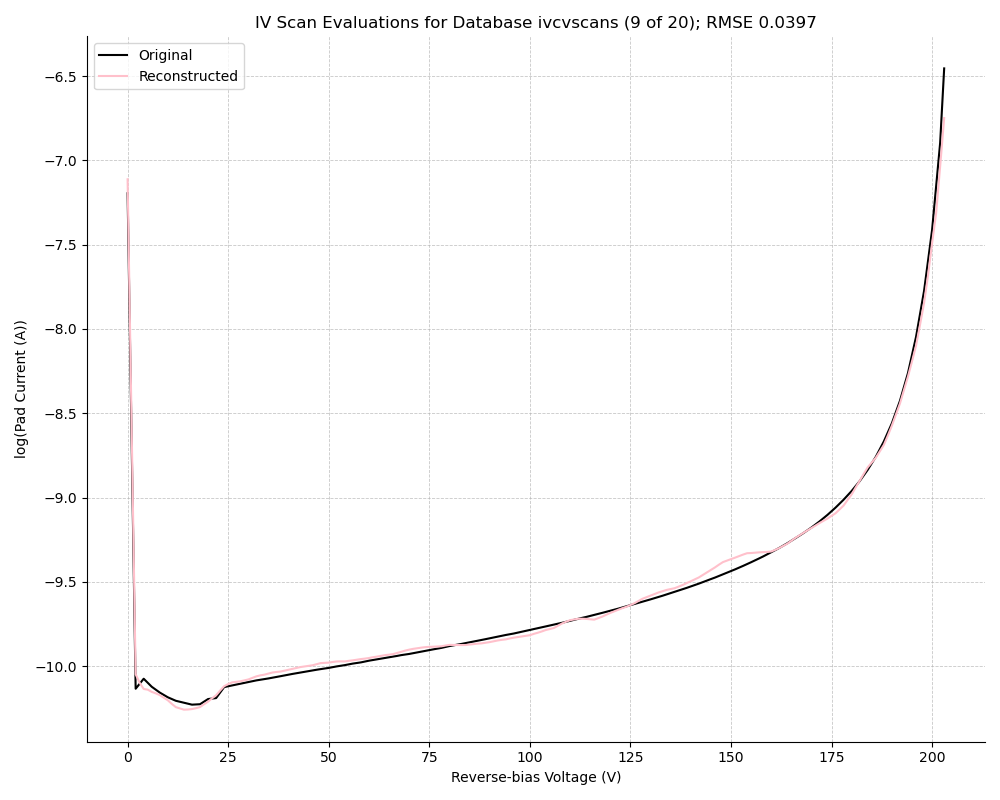 IV Scan Evaluations for Database ivcvscans (9 of 20); RMSE 0.0397
Original
Reconstructed
log(Pad Current (A))
−6.5
−7.0
−7.5
−8.0
−8.5
−9.0
−9.5
−10.0
0 25 50 75 100 125 150 175 200
Reverse-bias Voltage (V)